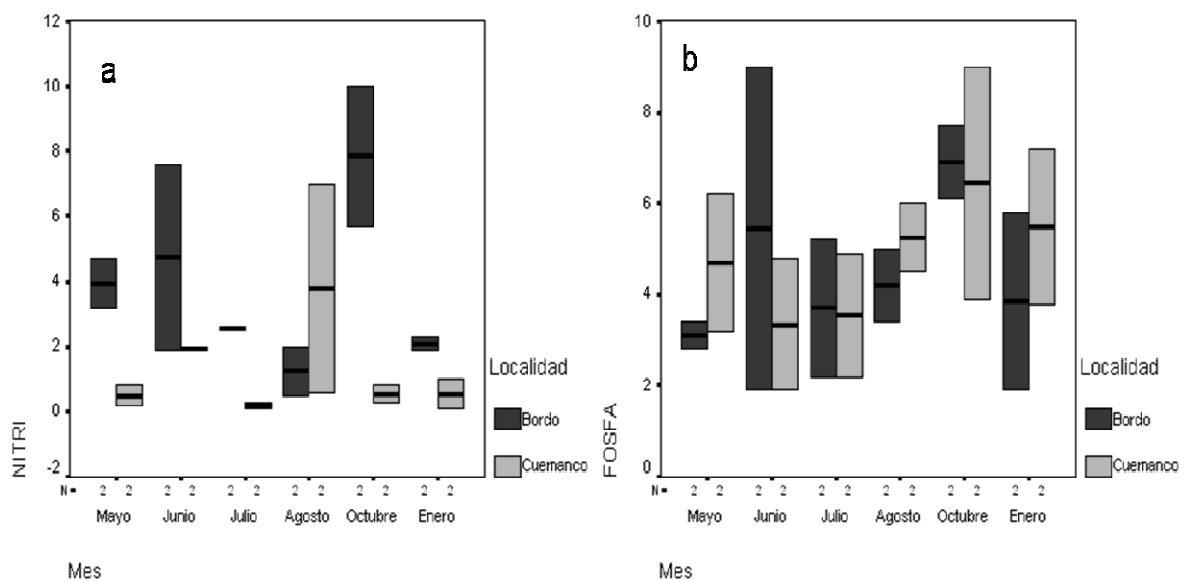 a
12
10
8
6
4
2
0
-2
NITRI
N = 2 2 2 2 2 2 2 2 2 2 2 2
Mayo Junio Julio Agosto Octubre Enero
Mes
Localidad
Bordo
Cuemanco
b
10
8
6
4
2
0
FOSFA
N = 2 2 2 2 2 2 2 2 2 2 2 2
Mayo Junio Julio Agosto Octubre Enero
Mes
Localidad
Bordo
Cuemanco